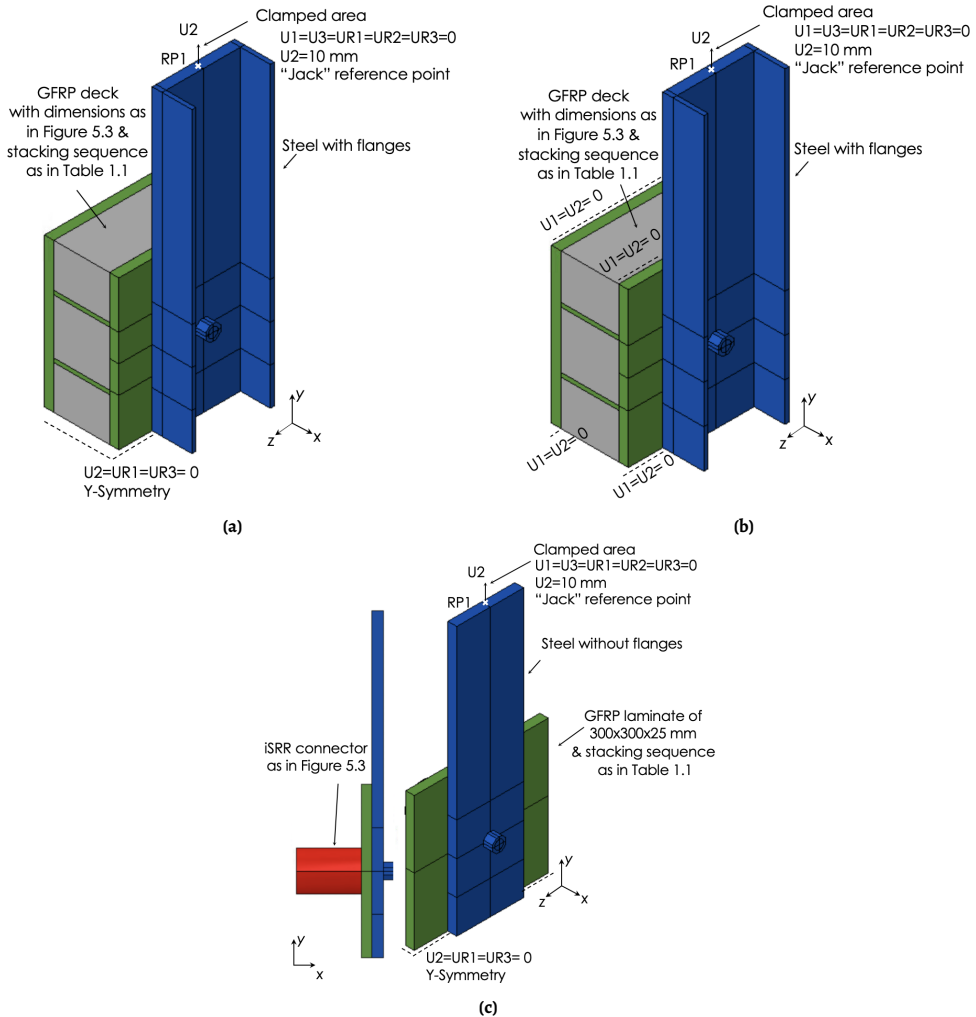 U2
Clamped area
U1=U3=UR1=UR2=UR3=0
U2=10 mm
"Jack" reference point
RP1
GFRP deck
with dimensions as
in Figure 5.3 &
stacking sequence
as in Table 1.1
Steel with flanges
y
z
x
U2=UR1=UR3= 0
Y-Symmetry
(a)
U2
Clamped area
U1=U3=UR1=UR2=UR3=0
U2=10 mm
"Jack" reference point
RP1
GFRP deck
with dimensions as
in Figure 5.3 &
stacking sequence
as in Table 1.1
Steel with flanges
U1=U2= 0
U1=U2= 0
U1=U2= 0
U1=U2= 0
y
z
x
(b)
U2
Clamped area
U1=U3=UR1=UR2=UR3=0
U2=10 mm
"Jack" reference point
RP1
Steel without flanges
GFRP laminate of
300x300x25 mm
& stacking sequence
as in Table 1.1
iSRR connector
as in Figure 5.3
y
x
y
z
x
U2=UR1=UR3= 0
Y-Symmetry
(c)